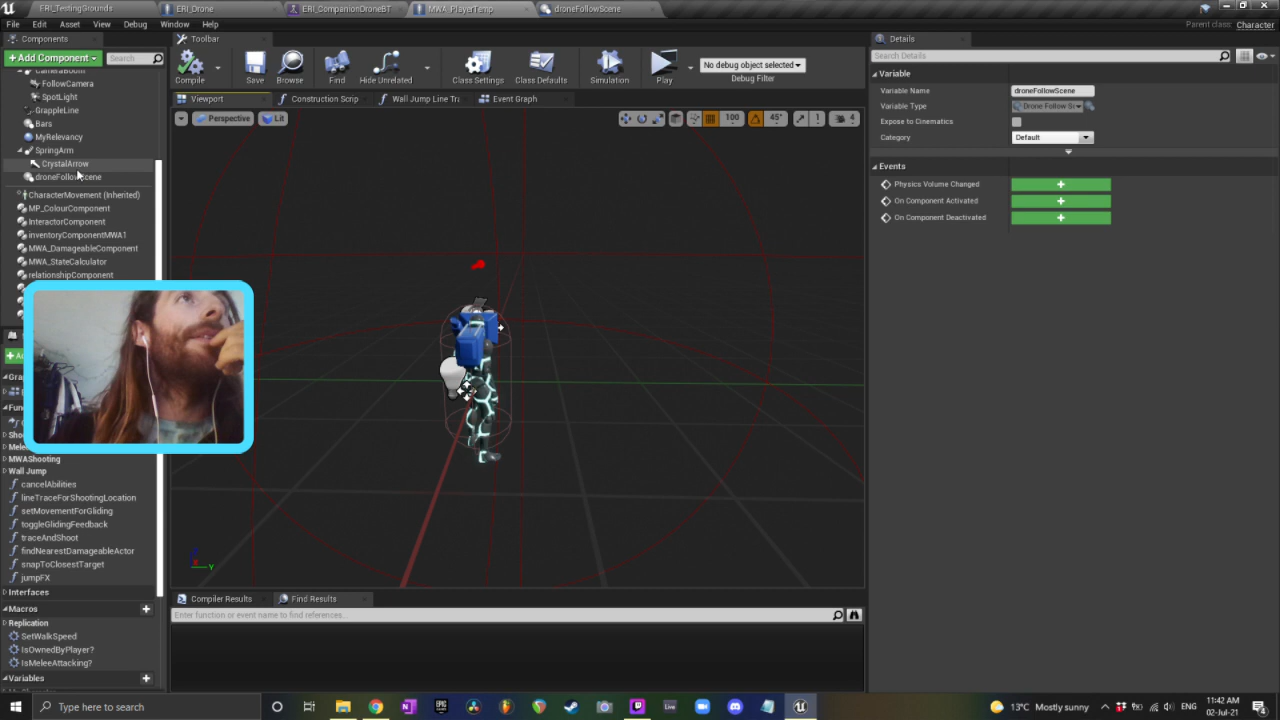 ERI_TestingGrounds
ERI_Drone
ERI_CompanionDroneBT
MWA_PlayerTemp
droneFollowScene
File
Edit
Asset
View
Debug
Window
Help
Parent class: Character
Components
Toolbar
Details
+ Add Component
Search
Compile
Save
Browse
Find
Hide Unrelated
Class Settings
Class Defaults
Simulation
Play
No debug object selected
Debug Filter
Search Details
Variable
Variable Name
droneFollowScene
Variable Type
Drone Follow S
Expose to Cinematics
Category
Default
Events
Physics Volume Changed
On Component Activated
On Component Deactivated
CameraBoom
FollowCamera
SpotLight
GrappleLine
Bars
MyRelevancy
SpringArm
CrystalArrow
droneFollowScene
CharacterMovement (Inherited)
MP_ColourComponent
InteractorComponent
inventoryComponentMWA1
MWA_DamageableComponent
MWA_StateCalculator
relationshipComponent
Viewport
Construction Scrip
Wall Jump Line Tra
Event Graph
Perspective
Lit
100
45°
1
4
MWAShooting
Wall Jump
cancelAbilities
lineTraceForShootingLocation
setMovementForGliding
toggleGlidingFeedback
traceAndShoot
findNearestDamageableActor
snapToClosestTarget
jumpFX
Interfaces
Macros
Replication
SetWalkSpeed
IsOwnedByPlayer?
IsMeleeAttacking?
Variables
Y
Compiler Results
Find Results
Enter function or event name to find references...
Type here to search
EPIC
Live
13°C Mostly sunny
ENG
11:42 AM
02-Jul-21